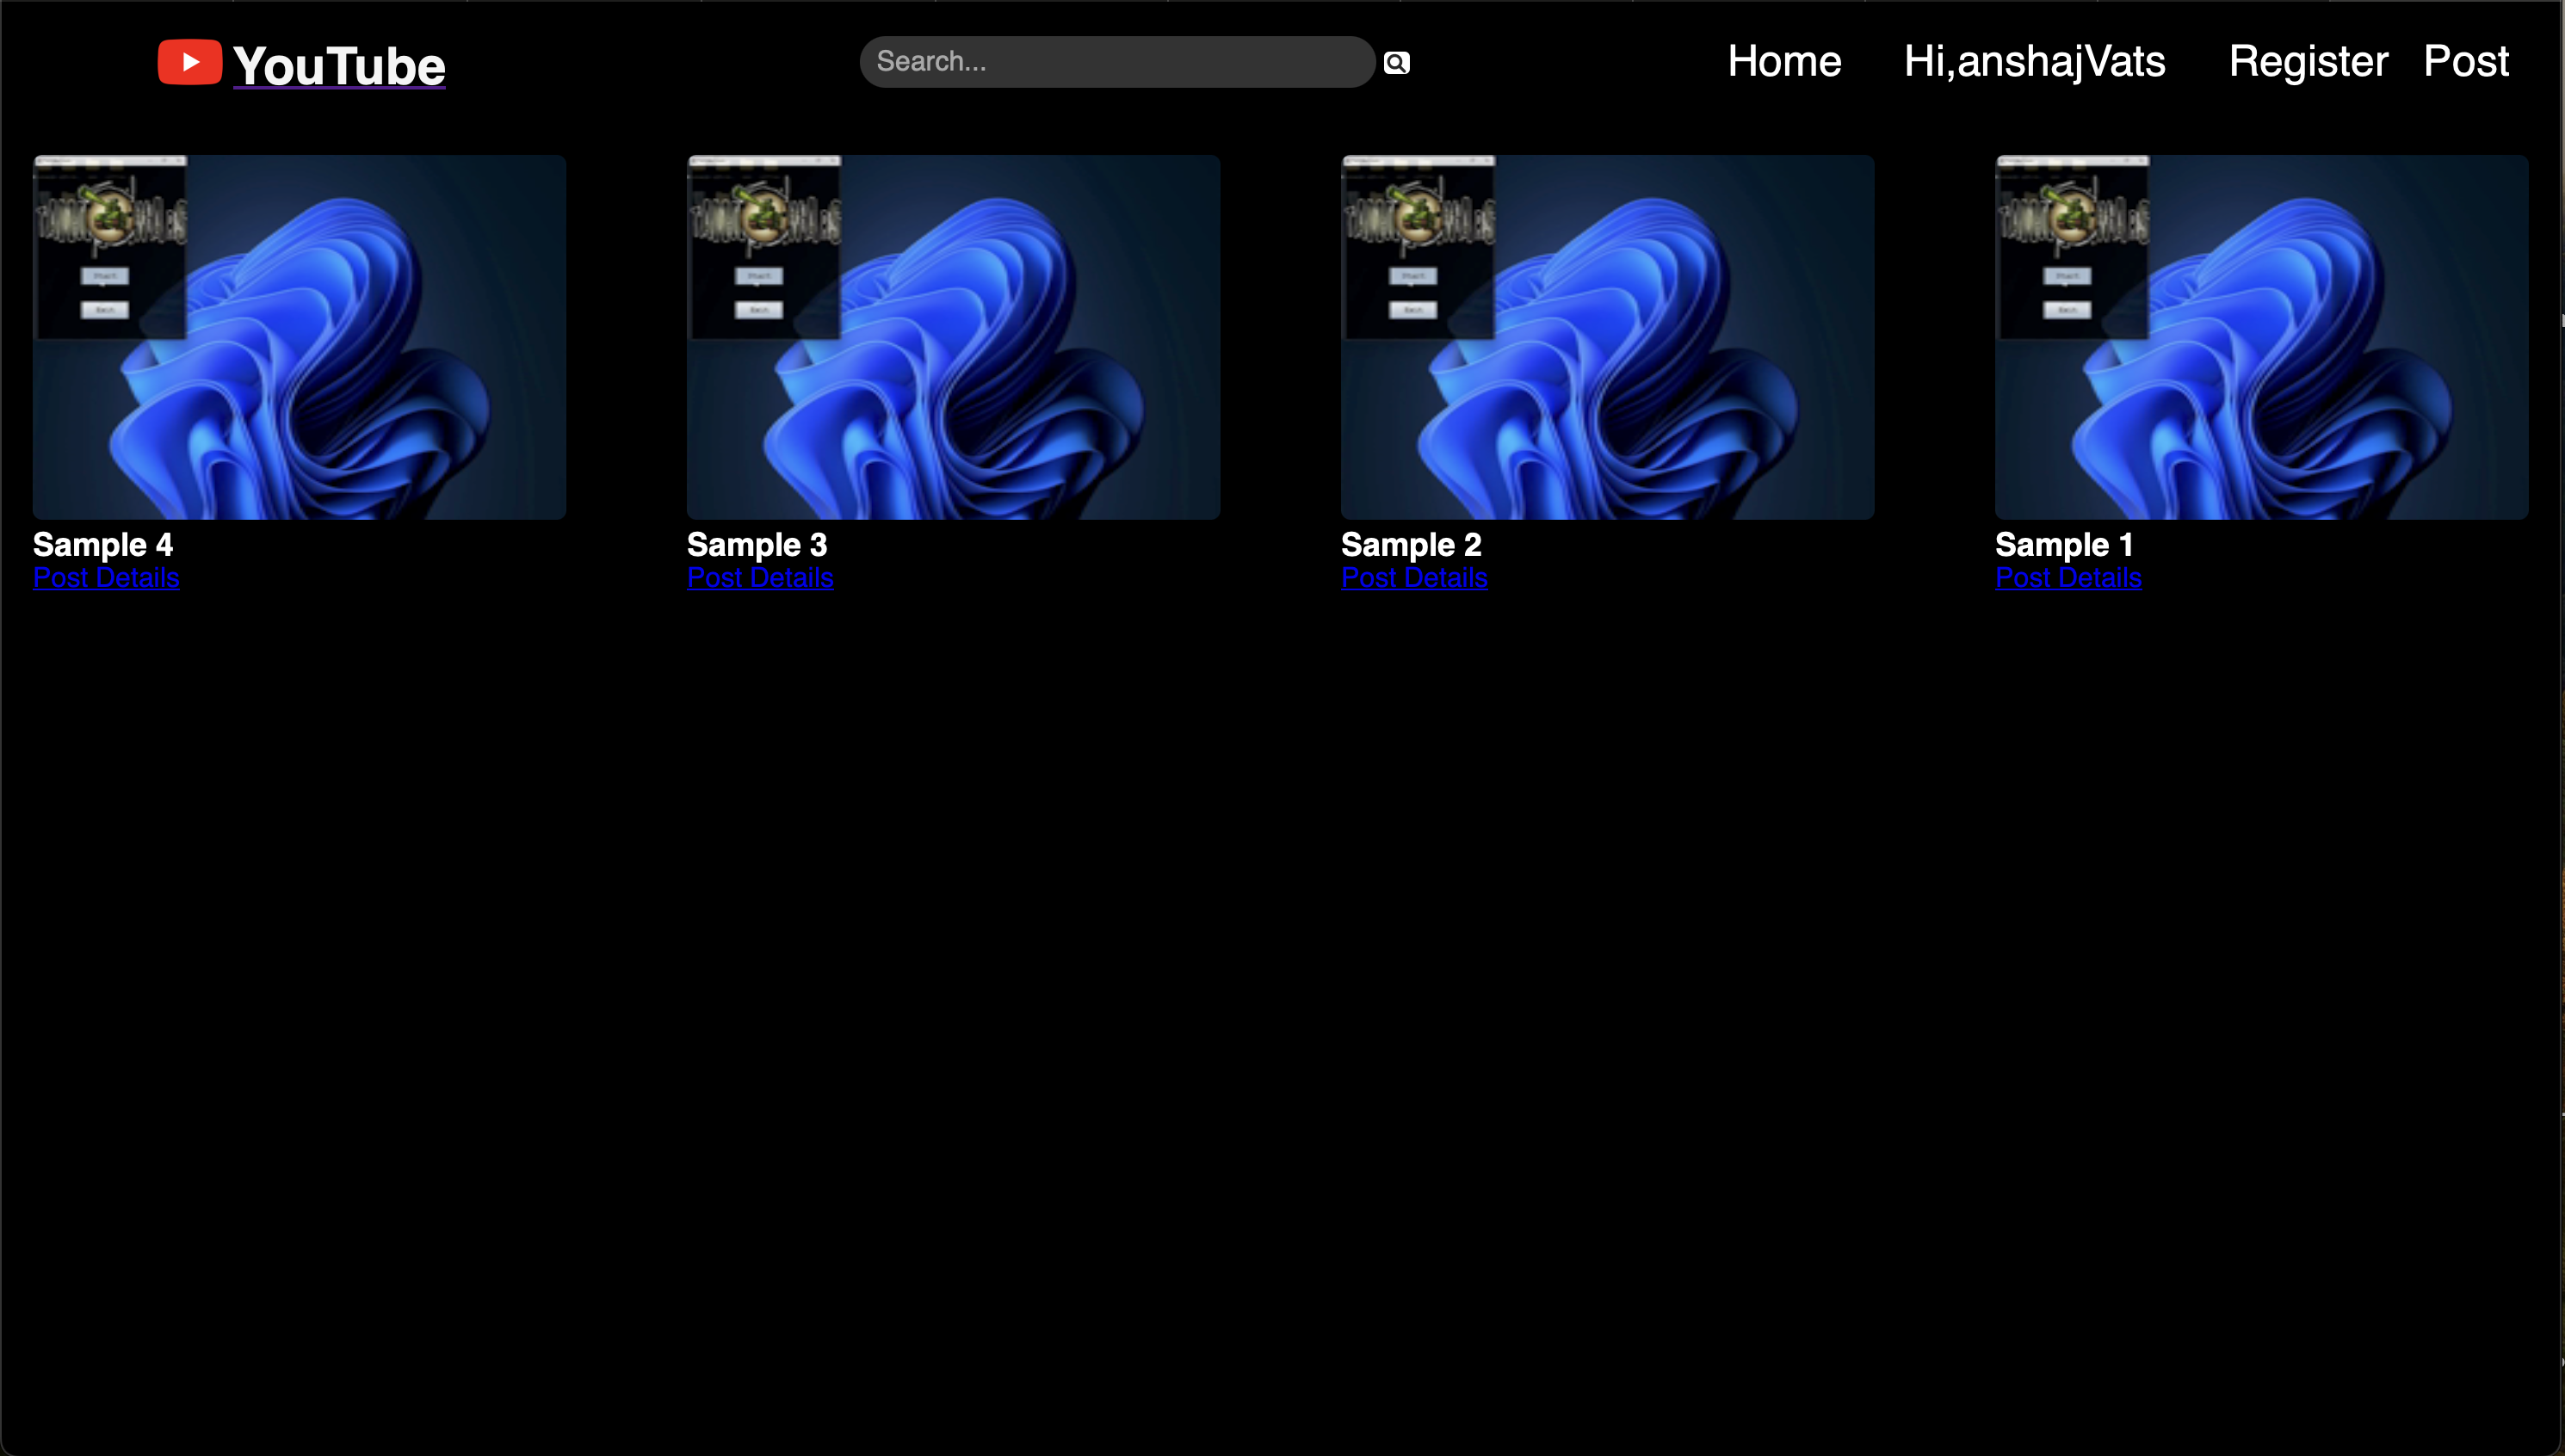 YouTube
Search...
Home
Hi,anshajVats
Register
Post
Sample 4
Post Details
Sample 3
Post Details
Sample 2
Post Details
Sample 1
Post Details